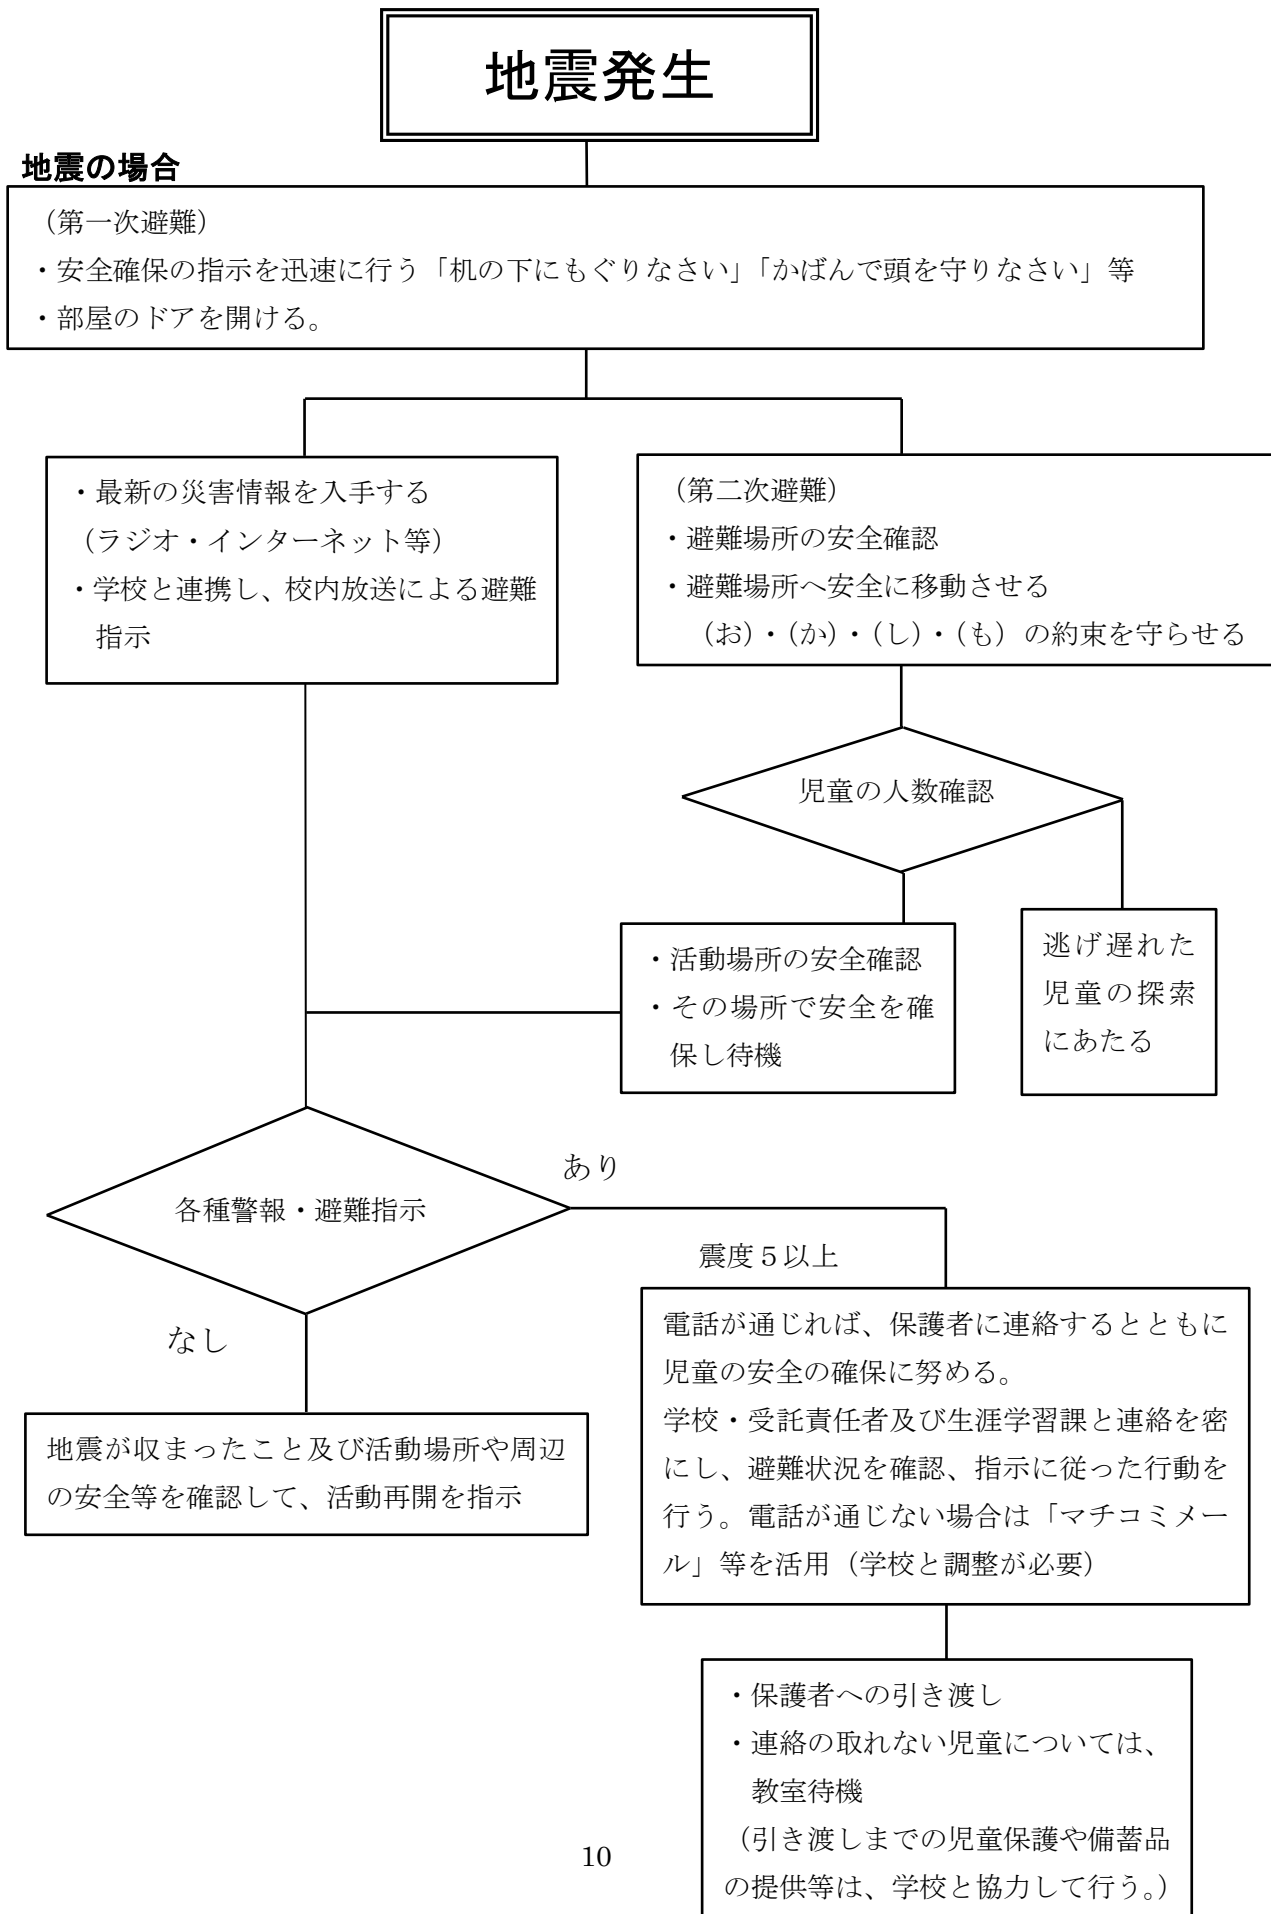 地震発生
地震の場合
（第一次避難）
・安全確保の指示を迅速に行う「机の下にもぐりなさい」「かばんで頭を守りなさい」等
・部屋のドアを開ける。
・最新の災害情報を入手する
（ラジオ・インターネット等）
・学校と連携し、校内放送による避難
指示
（第二次避難）
・避難場所の安全確認
・避難場所へ安全に移動させる
（お）・（か）・（し）・（も）の約束を守らせる
児童の人数確認
・活動場所の安全確認
・その場所で安全を確
保し待機
逃げ遅れた
児童の探索
にあたる
各種警報・避難指示
あり
震度５以上
なし
地震が収まったこと及び活動場所や周辺
の安全等を確認して、活動再開を指示
電話が通じれば、保護者に連絡するとともに
児童の安全の確保に努める。
学校・受託責任者及び生涯学習課と連絡を密
にし、避難状況を確認、指示に従った行動を
行う。電話が通じない場合は「マチコミメー
ル」等を活用（学校と調整が必要）
・保護者への引き渡し
・連絡の取れない児童については、
教室待機
（引き渡しまでの児童保護や備蓄品
の提供等は、学校と協力して行う。）
10